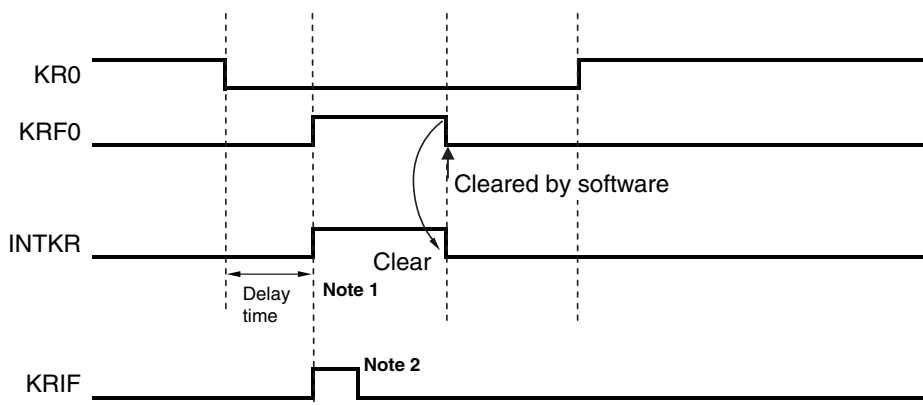 KR0
KRF0
Cleared by software
INTKR
Clear
Delay
time
Note 1
Note 2
KRIF